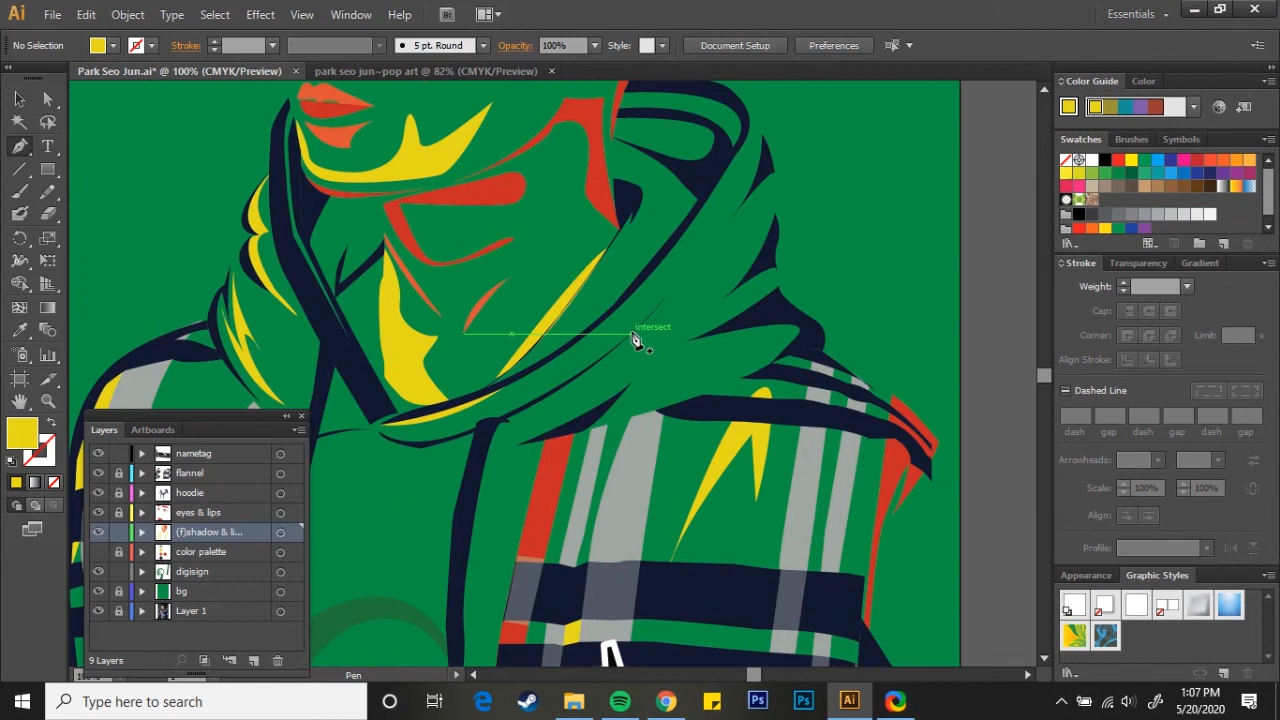 Ai File Edit Object Type Select Effect View Window Help Br Essentials
No Selection Stroke: 5 pt. Round Opacity: 100% Style: Document Setup Preferences
Park Seo Jun.ai* @ 100% (CMYK/Preview) park seo jun~pop art @ 82% (CMYK/Preview)
Color Guide Color
Swatches Brushes Symbols
Stroke Transparency Gradient
Weight:
Cap:
Corner: Limit: x
Align Stroke:
Dashed Line
dash gap dash gap dash gap
Arrowheads:
Scale: 100% 100%
Align:
Profile:
Appearance Graphic Styles
intersect
Layers Artboards
nametag
flannel
hoodie
eyes & lips
(f)shadow & li...
color palette
digisign
bg
Layer 1
9 Layers
Pen
Type here to search
Ps Ps Ai
1:07 PM
5/20/2020